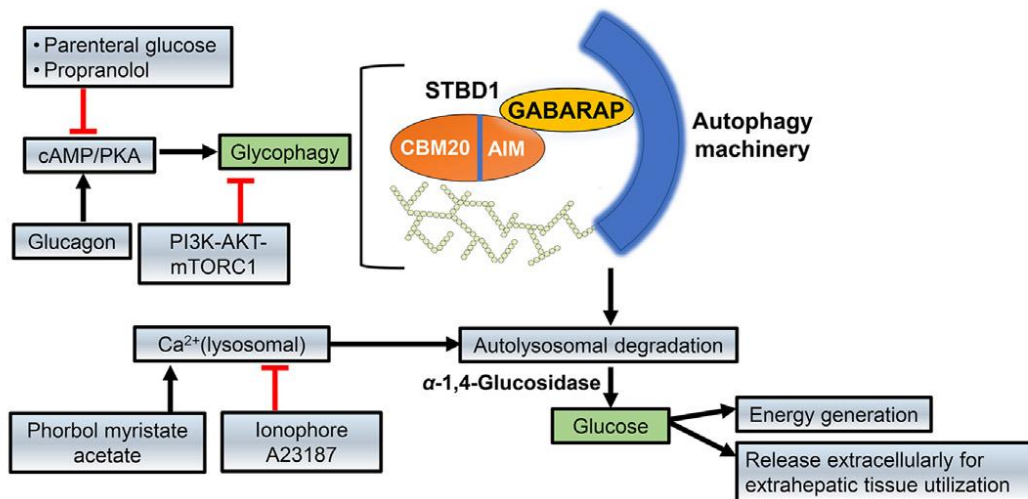 • Parenteral glucose
• Propranolol
cAMP/PKA
Glycophagy
Glucagon
PI3K-AKT-
mTORC1
STBD1
GABARAP
CBM20
AIM
Autophagy
machinery
Ca²⁺(lysosomal)
Autolysosomal degradation
α-1,4-Glucosidase
Phorbol myristate
acetate
Ionophore
A23187
Glucose
Energy generation
Release extracellularly for
extrahepatic tissue utilization